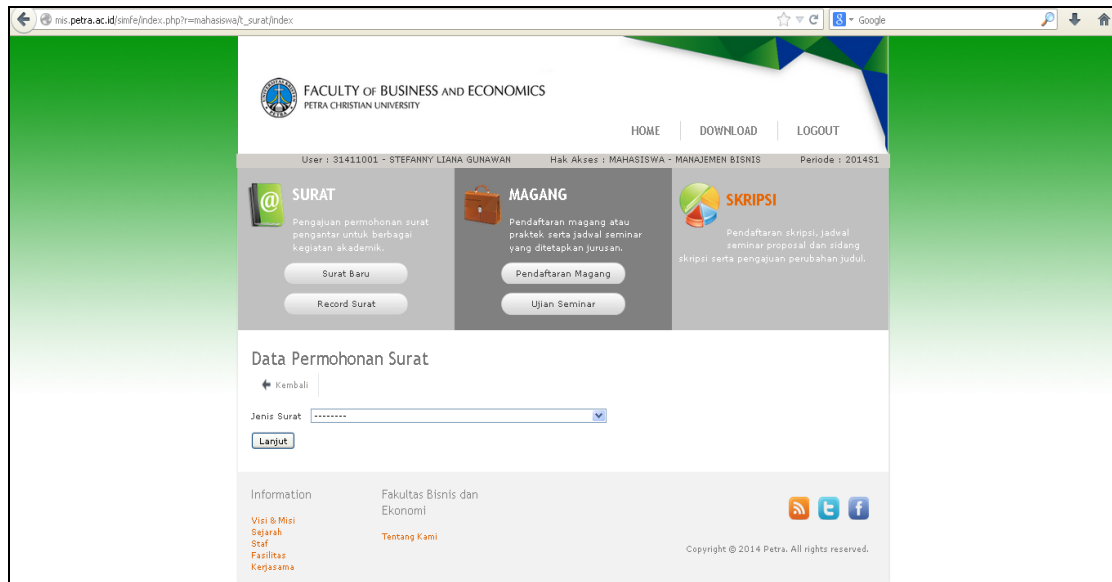 mis.petra.ac.id/simfe/index.php?r=mahasiswa/t_surat/index
Google
FACULTY OF BUSINESS AND ECONOMICS
PETRA CHRISTIAN UNIVERSITY
HOME DOWNLOAD LOGOUT
User : 31411001 - STEFANNY LIANA GUNAWAN Hak Akses : MAHASISWA - MANAJEMEN BISNIS Periode : 2014S1
SURAT
Pengajuan permohonan surat
pengantar untuk berbagai
kegiatan akademik.
Surat Baru
Record Surat
MAGANG
Pendaftaran magang atau
praktek serta jadwal seminar
yang ditetapkan jurusan.
Pendaftaran Magang
Ujian Seminar
SKRIPSI
Pendaftaran skripsi, jadwal
seminar proposal dan sidang
skripsi serta pengajuan perubahan judul.
Data Permohonan Surat
Kembali
Jenis Surat --------
Lanjut
Information
Visi & Misi
Sejarah
Staf
Fasilitas
Kerjasama
Fakultas Bisnis dan
Ekonomi
Tentang Kami
Copyright © 2014 Petra. All rights reserved.